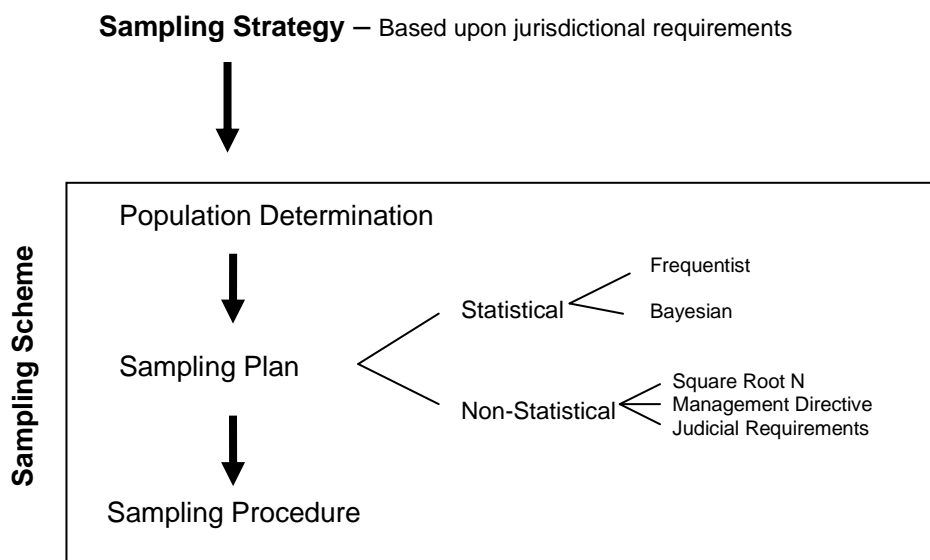 Sampling Strategy – Based upon jurisdictional requirements
Sampling Scheme
Population Determination
Sampling Plan
Statistical
Frequentist
Bayesian
Non-Statistical
Square Root N
Management Directive
Judicial Requirements
Sampling Procedure